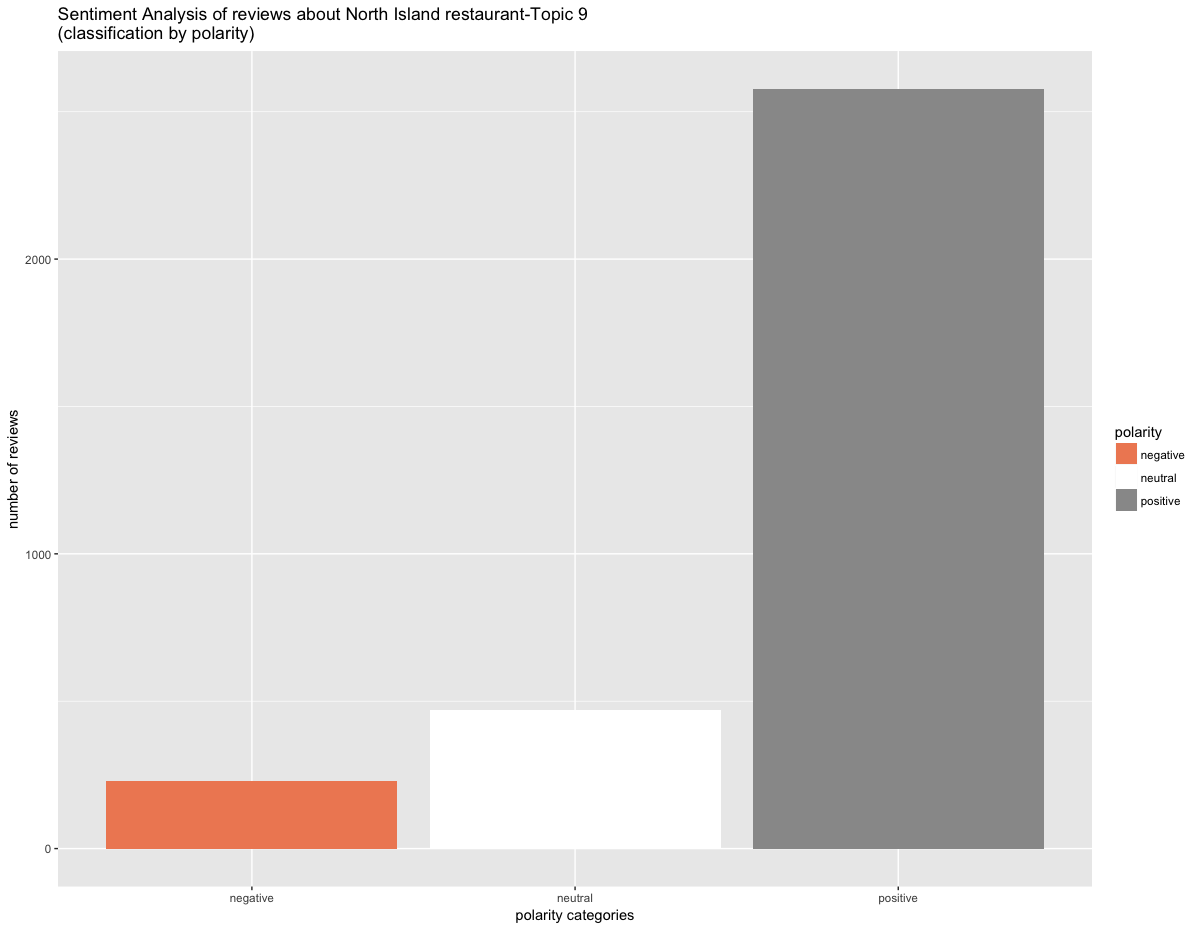 Sentiment Analysis of reviews about North Island restaurant-Topic 9
(classification by polarity)
number of reviews
2000
1000
0
negative
neutral
positive
polarity categories
polarity
negative
neutral
positive